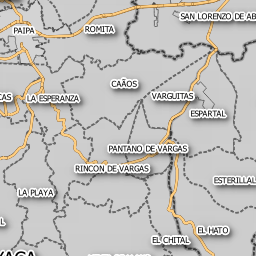 SAN LORENZO DE AB
PAIPA
ROMITA
CAÑOS
VARGUITAS
LA ESPERANZA
CAS
ESPARTAL
PANTANO DE VARGAS
RINCON DE VARGAS
ESTERILLAL
LA PLAYA
EL HATO
EL CHITAL